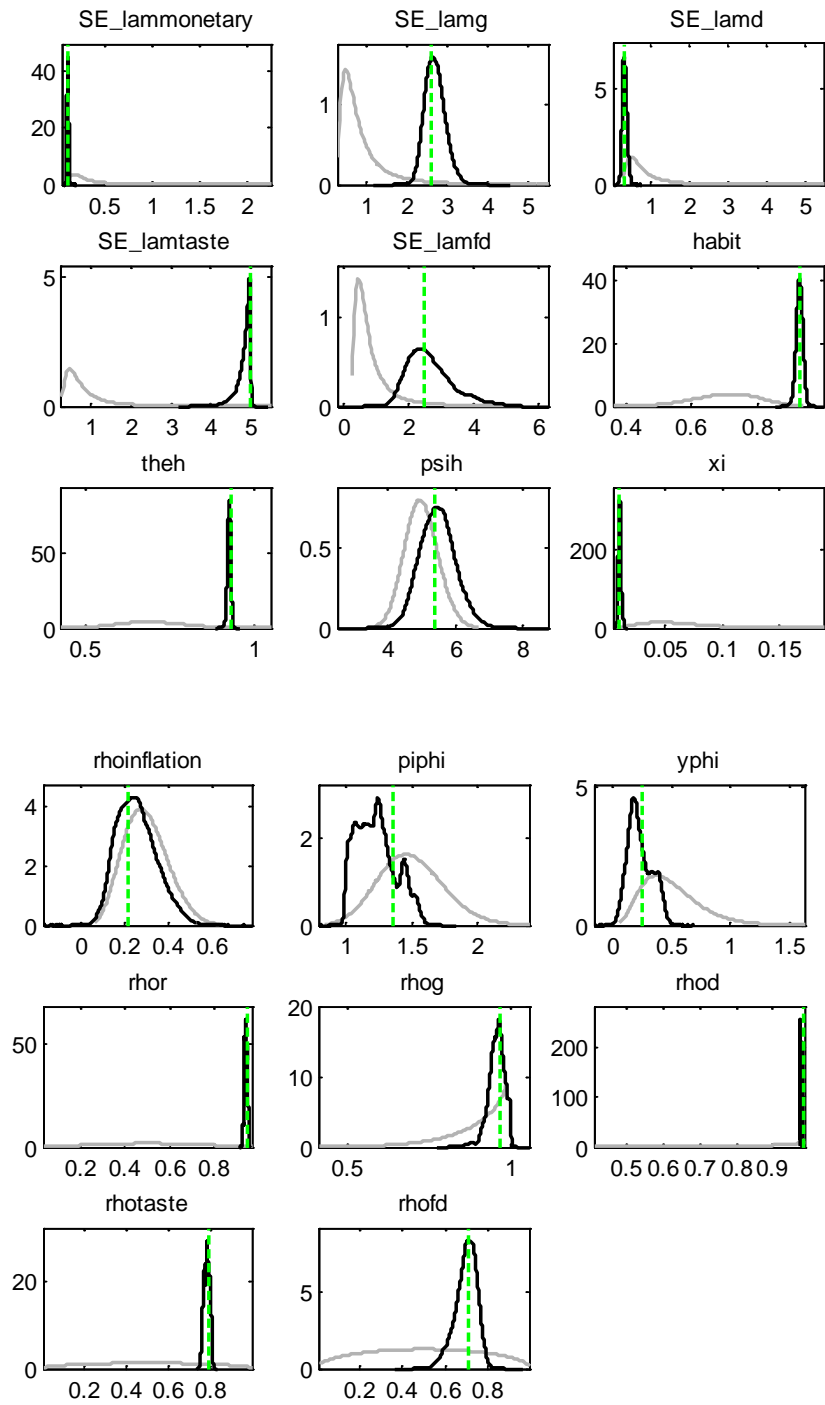 SE_lammonetary SE_lamg SE_lamd
40 20 0 0.5 1 1.5 2
1 0 1 2 3 4 5
5 0 1 2 3 4 5
SE_lamtaste SE_lamfd habit
5 0 1 2 3 4 5
1 0 0 2 4 6
40 20 0 0.4 0.6 0.8
theh psih xi
50 0 0.5 1
0.5 0 4 6 8
200 0 0.05 0.1 0.15
rhoinflation piphi yphi
4 2 0 0 0.2 0.4 0.6
2 0 1 1.5 2
5 0 0 0.5 1 1.5
rhor rhog rhod
50 0 0.2 0.4 0.6 0.8
20 10 0 0.5 1
200 100 0 0.5 0.6 0.7 0.8 0.9
rhotaste rhofd
20 0 0.2 0.4 0.6 0.8
5 0 0.2 0.4 0.6 0.8